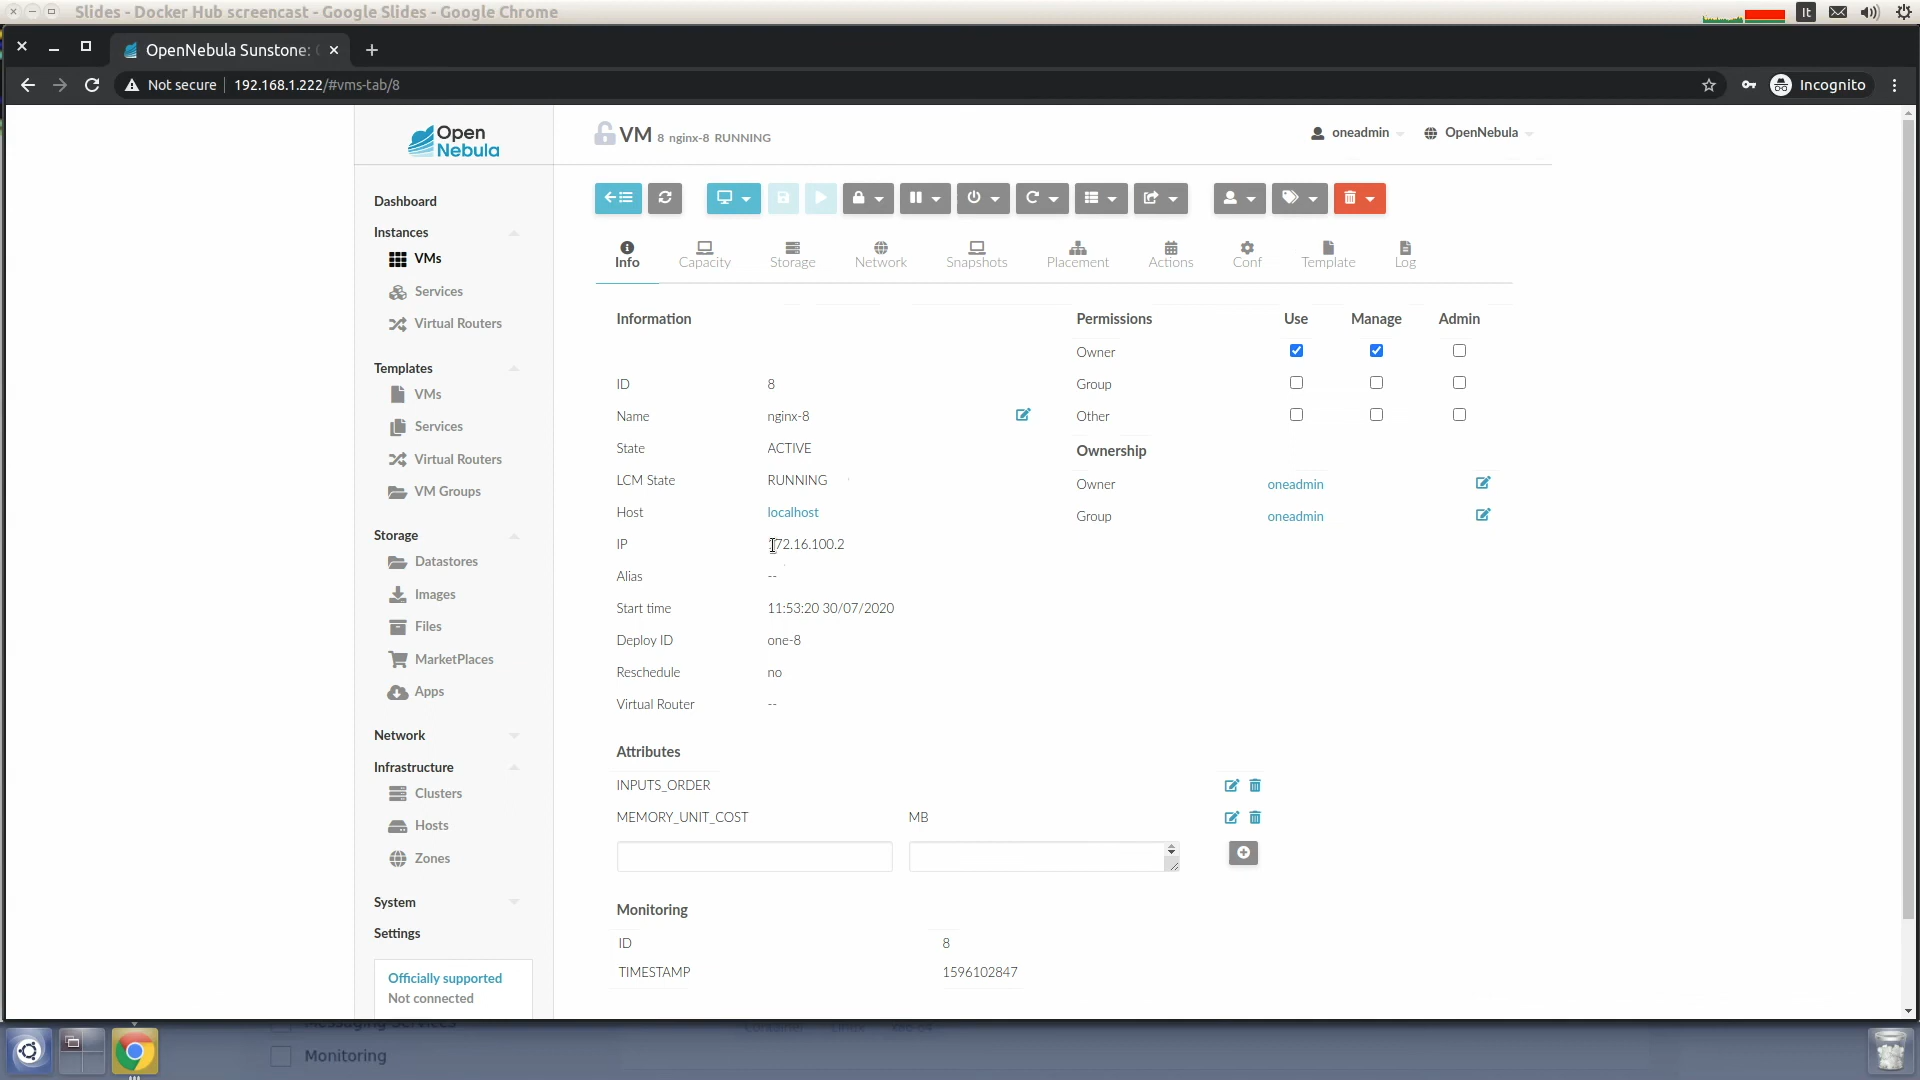 Slides - Docker Hub screencast - Google Slides - Google Chrome
It
OpenNebula Sunstone:
Not secure 192.168.1.222/#vms-tab/8
Incognito
Open
Nebula
VM 8 nginx-8 RUNNING
oneadmin OpenNebula
Dashboard
Instances
VMs
Services
Virtual Routers
Templates
VMs
Services
Virtual Routers
VM Groups
Storage
Datastores
Images
Files
MarketPlaces
Apps
Network
Infrastructure
Clusters
Hosts
Zones
System
Settings
Officially supported
Not connected
Info Capacity Storage Network Snapshots Placement Actions Conf Template Log
Information
ID 8
Name nginx-8
State ACTIVE
LCM State RUNNING
Host localhost
IP 172.16.100.2
Alias --
Start time 11:53:20 30/07/2020
Deploy ID one-8
Reschedule no
Virtual Router --
Permissions Use Manage Admin
Owner
Group
Other
Ownership
Owner oneadmin
Group oneadmin
Attributes
INPUTS_ORDER
MEMORY_UNIT_COST MB
Monitoring
ID 8
TIMESTAMP 1596102847
Monitoring